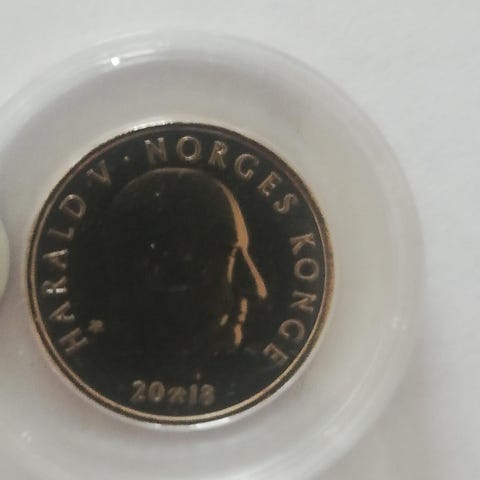 HARALD V · NORGES KONGE
20 18